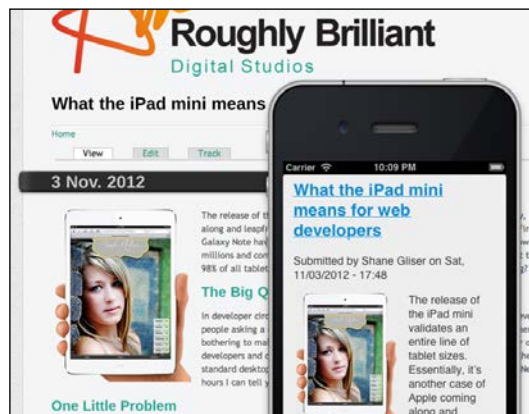 Roughly Brilliant
Digital Studios
What the iPad mini means
Home
View Edit Track
3 Nov. 2012
The release of th
along and leapfr
Galaxy Note hav
millions and con
98% of all tablet
The Big Q
In developer circ
people asking a
bothering to mal
developers and c
standard desktop
hours I can tell y
One Little Problem
Carrier 10:09 PM
What the iPad mini
means for web
developers
Submitted by Shane Gliser on Sat,
11/03/2012 - 17:48
The release of
the iPad mini
validates an
entire line of
tablet sizes.
Essentially, it's
another case of
Apple coming
along and